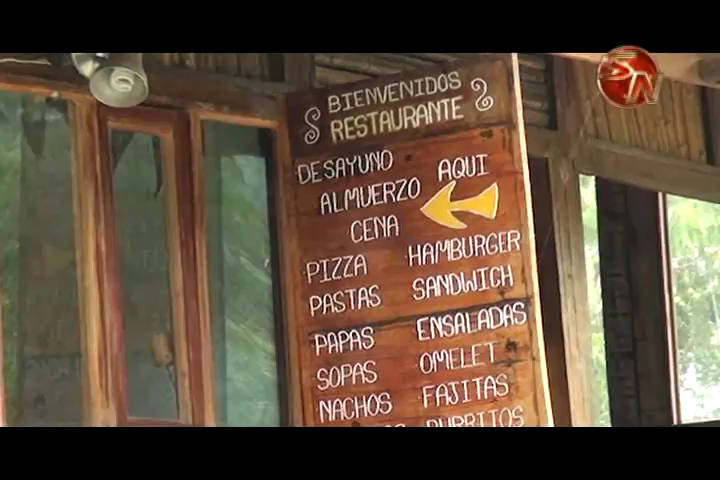 BIENVENIDOS
RESTAURANTE
DESAYUNO
ALMUERZO
CENA
AQUI
PIZZA
HAMBURGER
PASTAS
SANDWICH
PAPAS
ENSALADAS
SOPAS
OMELET
NACHOS
FAJITAS
BURRITOS